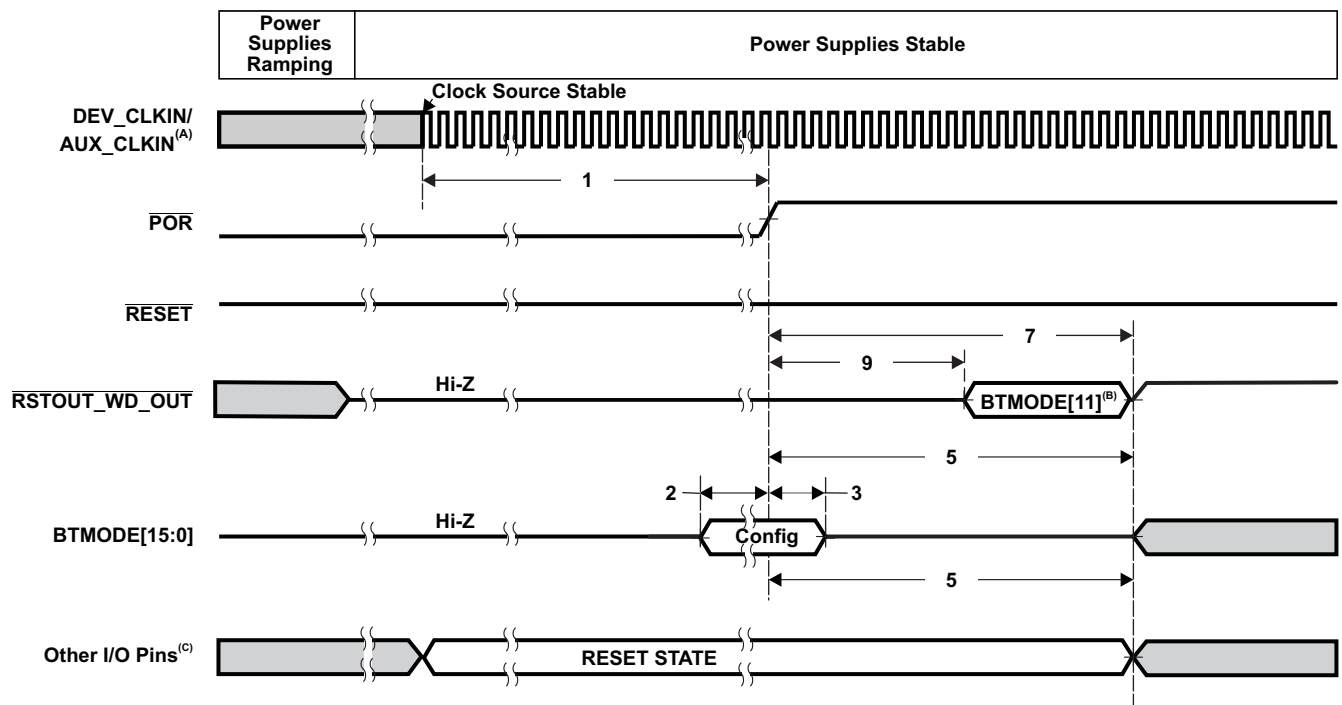 Power
Supplies
Ramping
Power Supplies Stable
Clock Source Stable
DEV_CLKIN/
AUX_CLKIN(A)
1
POR
RESET
7
9
Hi-Z
RSTOUT_WD_OUT
BTMODE[11](B)
5
2
3
Hi-Z
BTMODE[15:0]
Config
5
Other I/O Pins(C)
RESET STATE